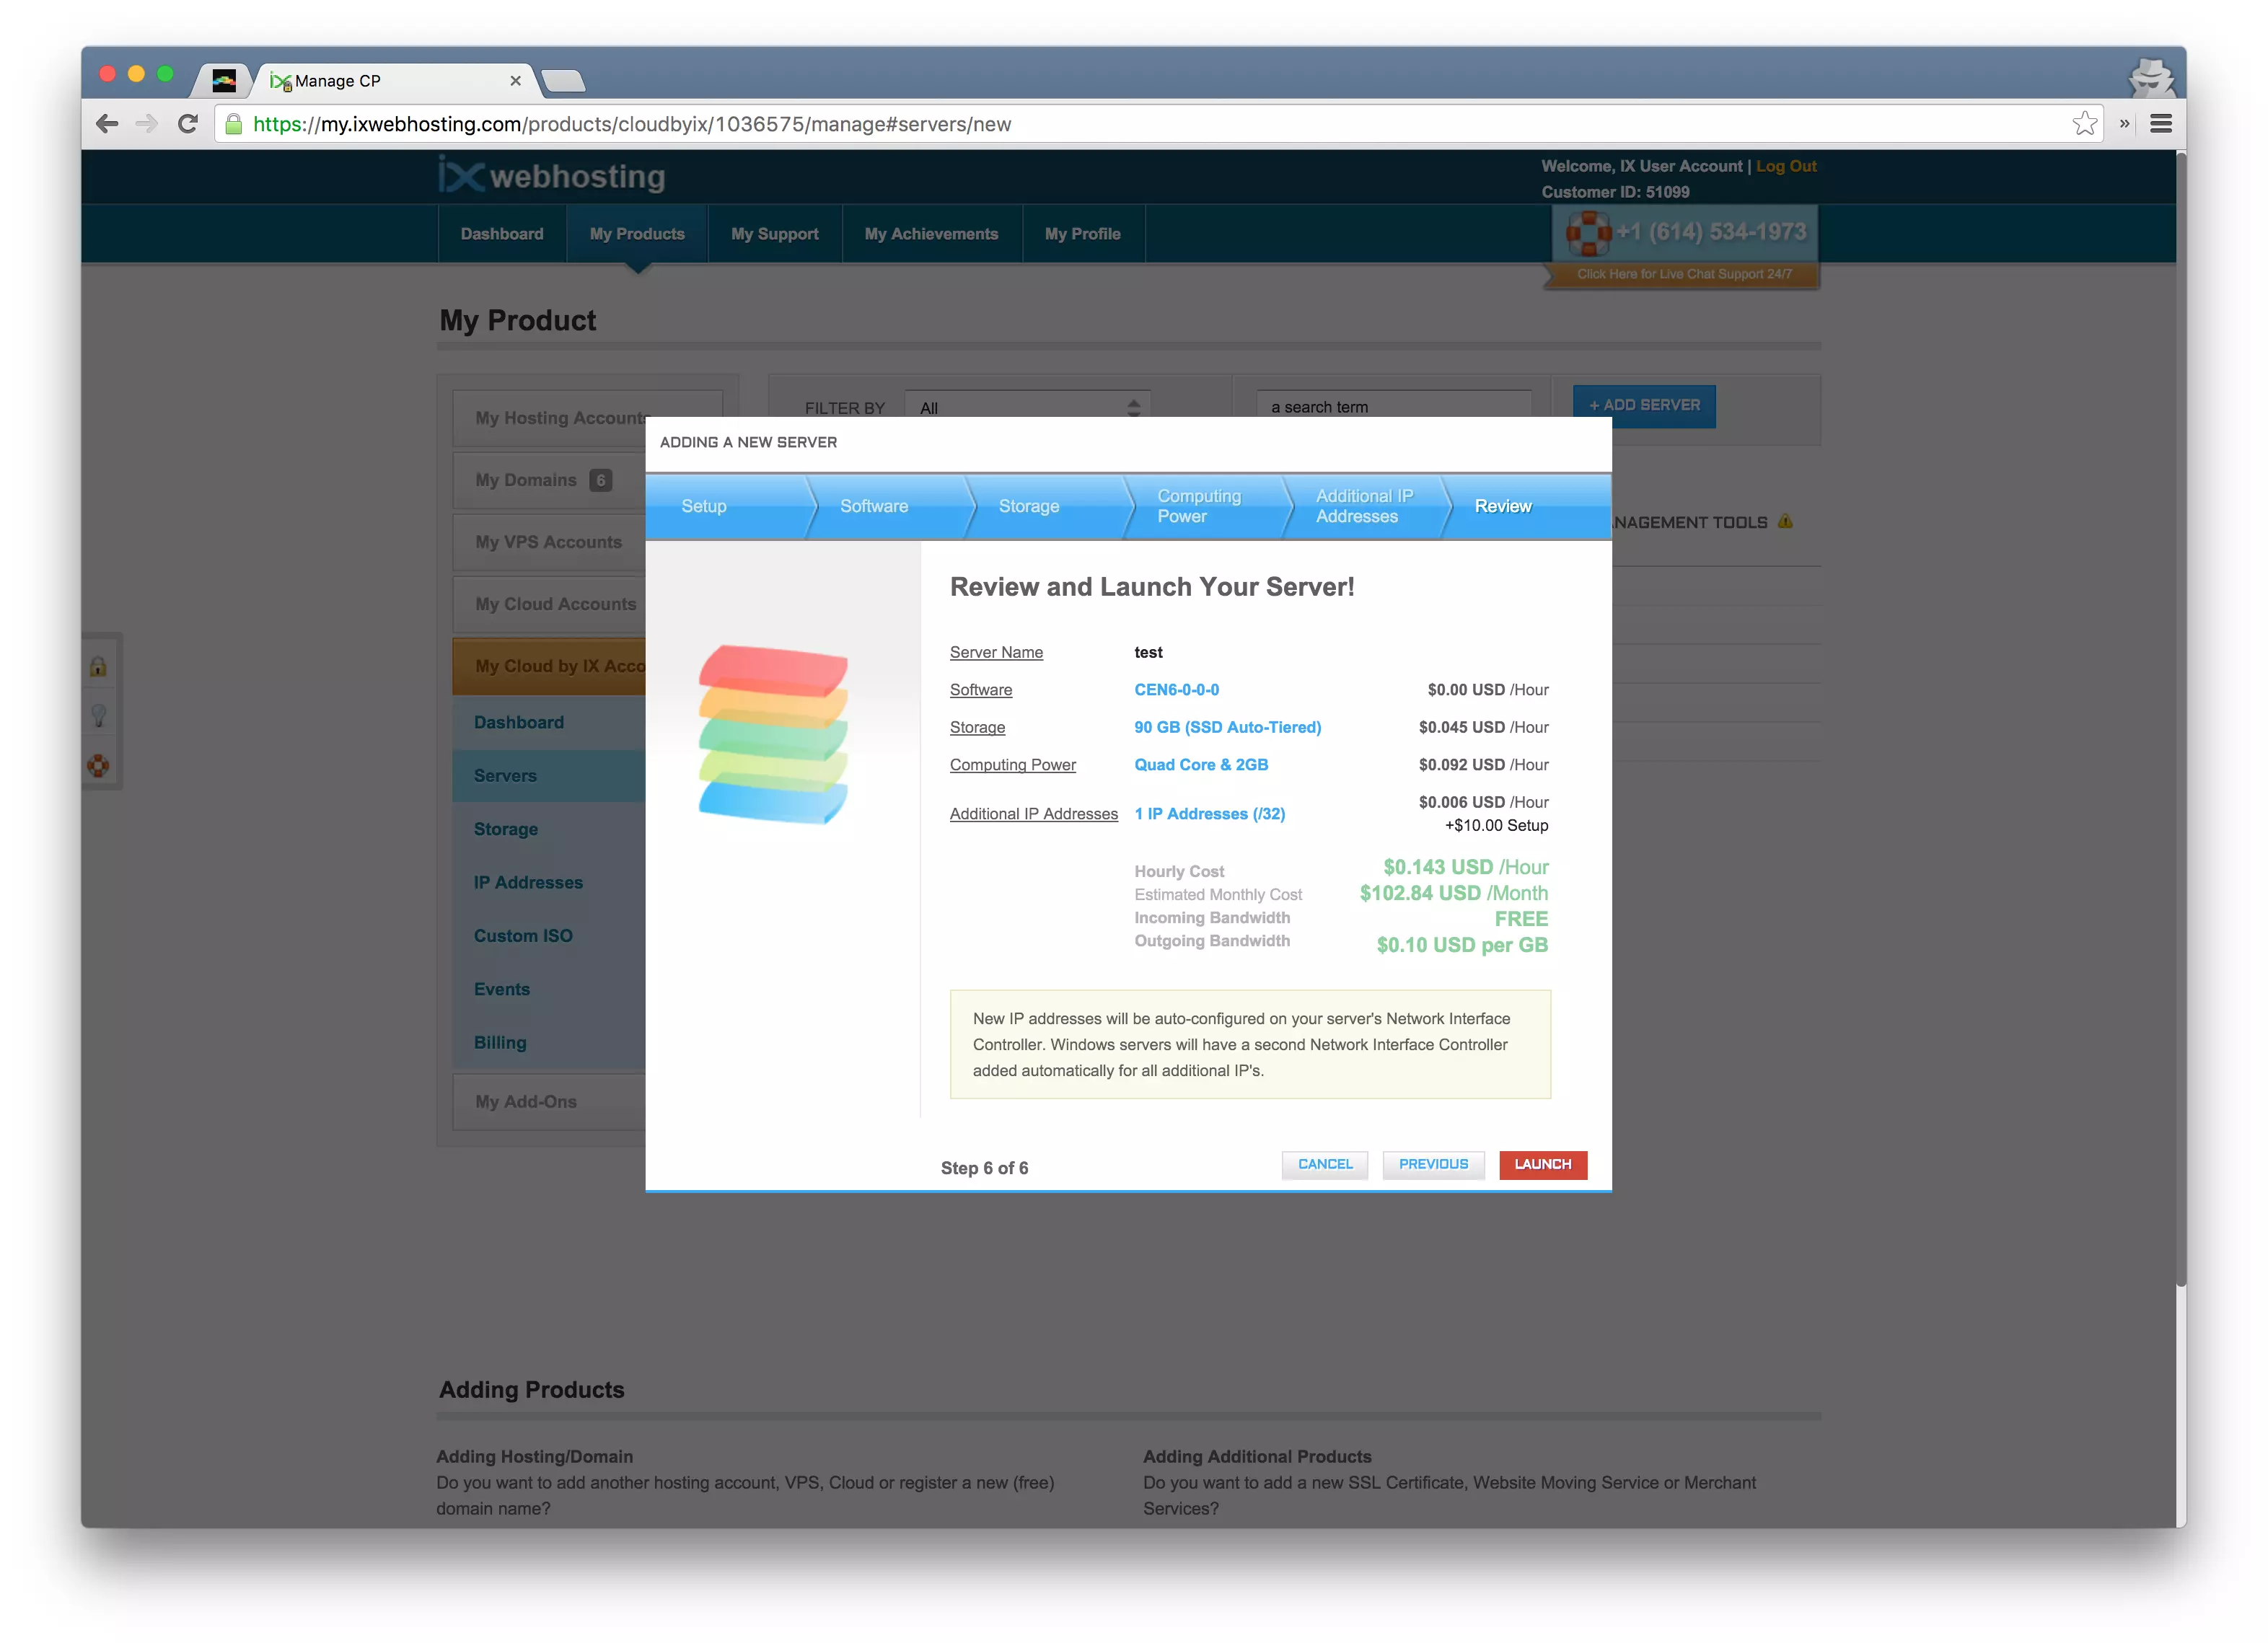 Manage CP
https://my.ixwebhosting.com/products/cloudbyix/1036575/manage#servers/new
ix webhosting
Welcome, IX User Account | Log Out
Customer ID: 51099
Dashboard
My Products
My Support
My Achievements
My Profile
+1 (614) 534-1973
Click Here for Live Chat Support 24/7
My Product
My Hosting Accounts
My Domains 6
My VPS Accounts
My Cloud Accounts
My Cloud by IX Acco
Dashboard
Servers
Storage
IP Addresses
Custom ISO
Events
Billing
My Add-Ons
FILTER BY All
a search term
+ ADD SERVER
NAGEMENT TOOLS
ADDING A NEW SERVER
Setup
Software
Storage
Computing
Power
Additional IP
Addresses
Review
Review and Launch Your Server!
Server Name test
Software CEN6-0-0-0 $0.00 USD /Hour
Storage 90 GB (SSD Auto-Tiered) $0.045 USD /Hour
Computing Power Quad Core & 2GB $0.092 USD /Hour
Additional IP Addresses 1 IP Addresses (/32) $0.006 USD /Hour
+$10.00 Setup
Hourly Cost $0.143 USD /Hour
Estimated Monthly Cost $102.84 USD /Month
Incoming Bandwidth FREE
Outgoing Bandwidth $0.10 USD per GB
New IP addresses will be auto-configured on your server's Network Interface
Controller. Windows servers will have a second Network Interface Controller
added automatically for all additional IP's.
Step 6 of 6
CANCEL
PREVIOUS
LAUNCH
Adding Products
Adding Hosting/Domain
Do you want to add another hosting account, VPS, Cloud or register a new (free)
domain name?
Adding Additional Products
Do you want to add a new SSL Certificate, Website Moving Service or Merchant
Services?